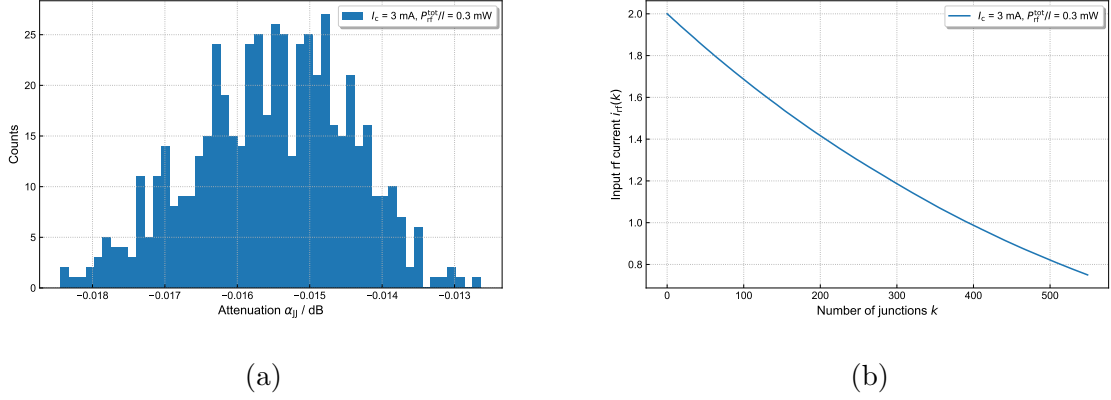 I_c = 3 mA, P_rf^tot/l = 0.3 mW
25
20
15
10
5
0
Counts
−0.018 −0.017 −0.016 −0.015 −0.014 −0.013
Attenuation α_JJ / dB
(a)
I_c = 3 mA, P_rf^tot/l = 0.3 mW
2.0
1.8
1.6
1.4
1.2
1.0
0.8
Input rf current i_rf(k)
0 100 200 300 400 500
Number of junctions k
(b)